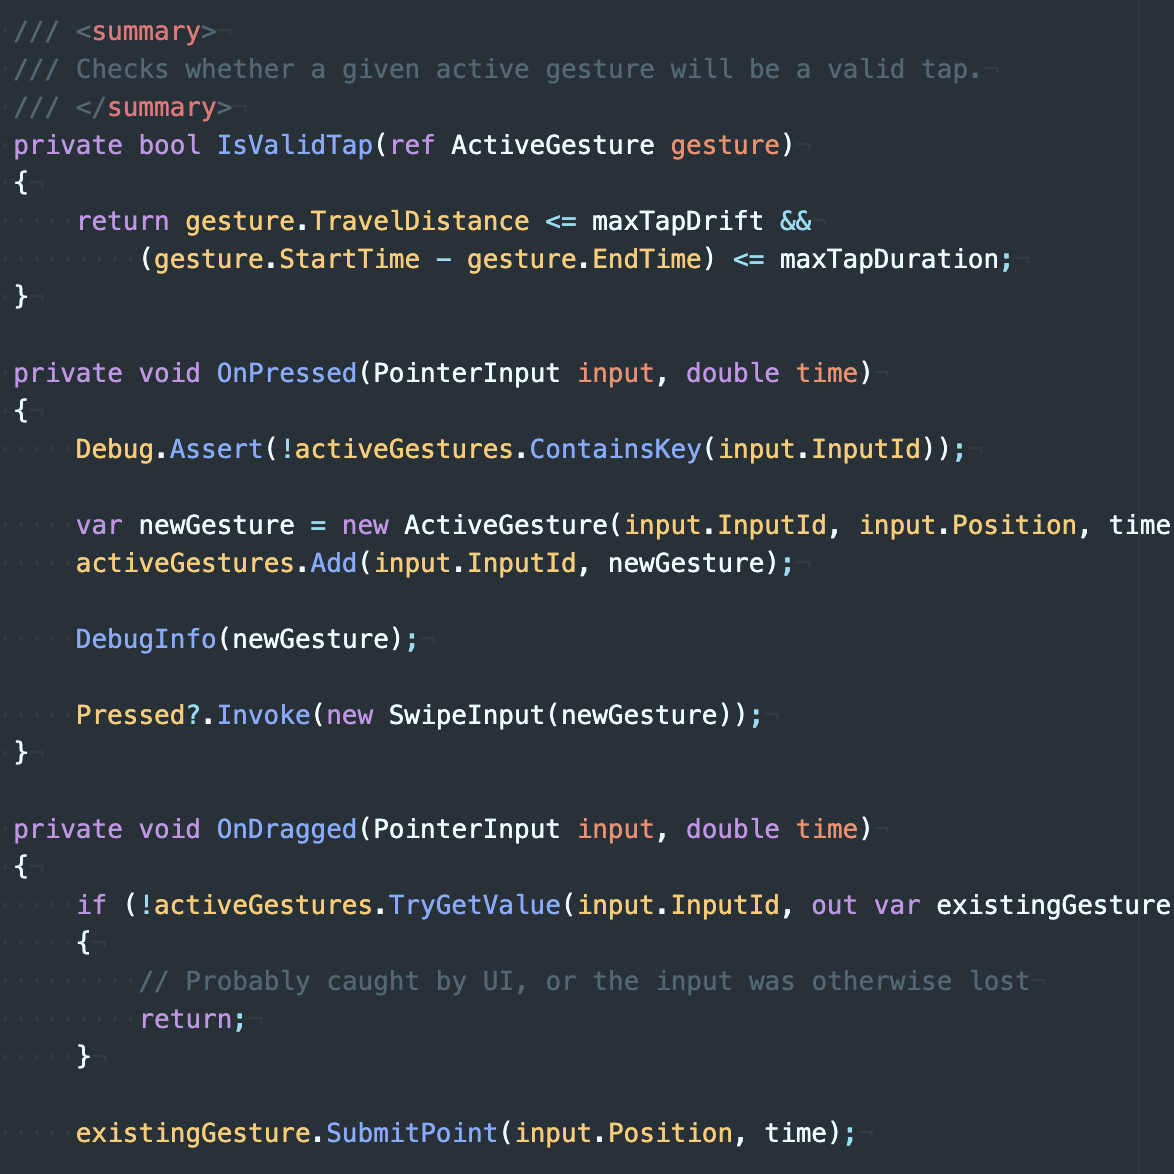 /// <summary>
/// Checks whether a given active gesture will be a valid tap.
/// </summary>
private bool IsValidTap(ref ActiveGesture gesture)
{
    return gesture.TravelDistance <= maxTapDrift &&
        (gesture.StartTime - gesture.EndTime) <= maxTapDuration;
}

private void OnPressed(PointerInput input, double time)
{
    Debug.Assert(!activeGestures.ContainsKey(input.InputId));

    var newGesture = new ActiveGesture(input.InputId, input.Position, time
    activeGestures.Add(input.InputId, newGesture);

    DebugInfo(newGesture);

    Pressed?.Invoke(new SwipeInput(newGesture));
}

private void OnDragged(PointerInput input, double time)
{
    if (!activeGestures.TryGetValue(input.InputId, out var existingGesture
    {
        // Probably caught by UI, or the input was otherwise lost
        return;
    }

    existingGesture.SubmitPoint(input.Position, time);